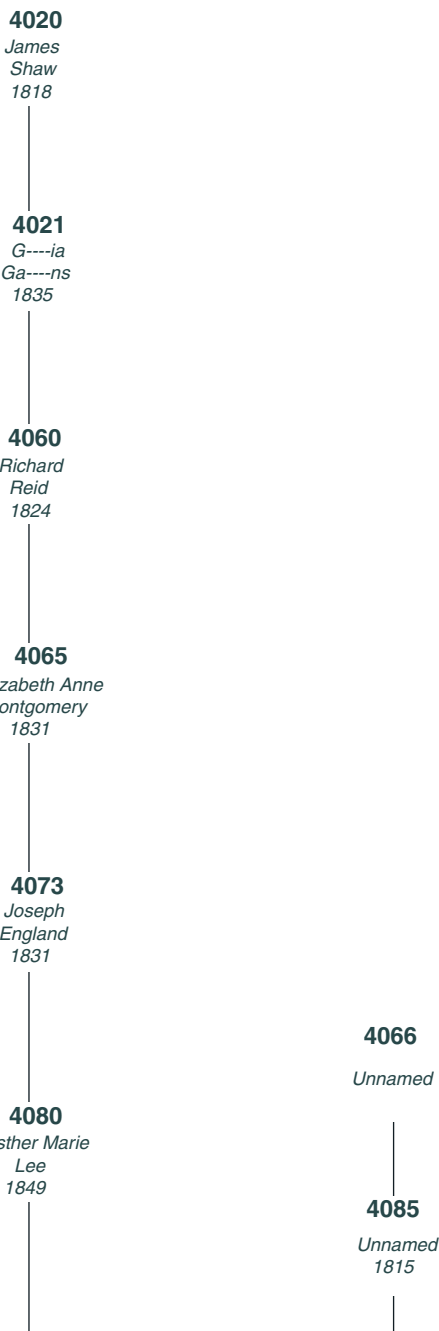 4020
James
Shaw
1818
4021
G----ia
Ga----ns
1835
4060
Richard
Reid
1824
4065
zabeth Anne
ontgomery
1831
4073
Joseph
England
1831
4080
sther Marie
Lee
1849
4066
Unnamed
4085
Unnamed
1815